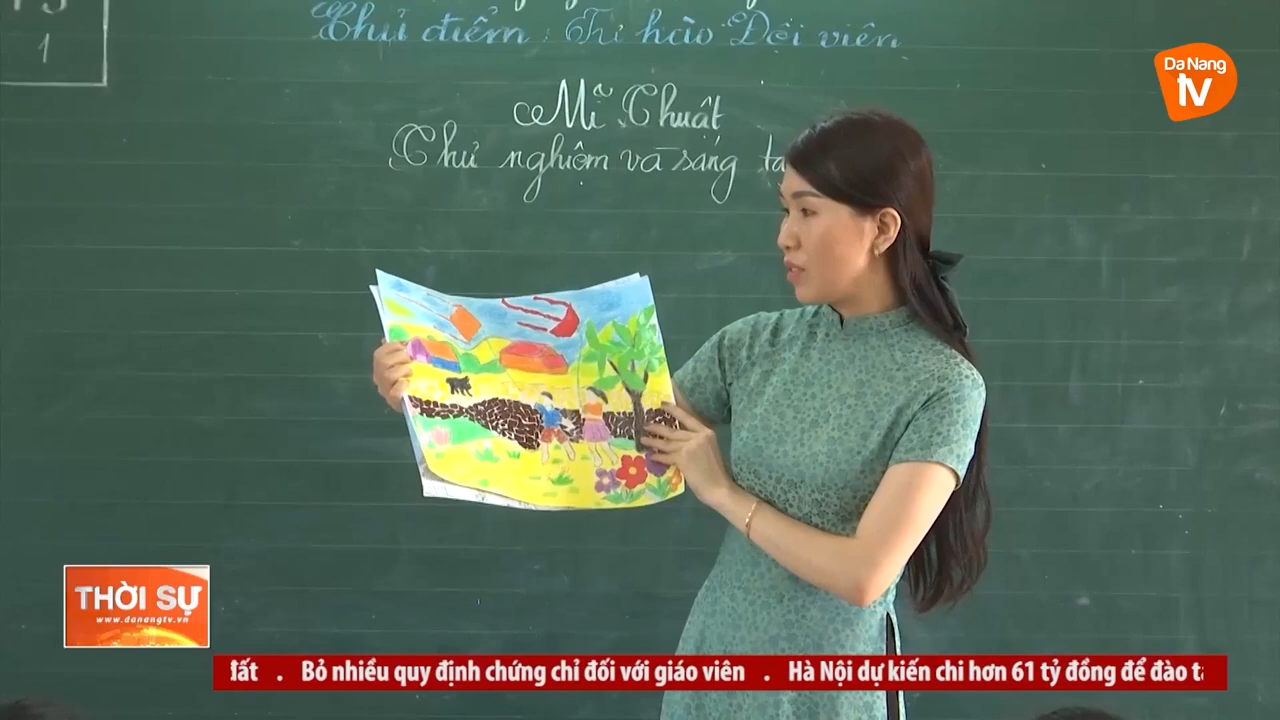 1
Chủ điểm : Tự hào Đội viên
Da Nang
tv
Mĩ Thuật
Thử nghiệm và sáng
THỜI SỰ
www.danangtv.vn
đất . Bỏ nhiều quy định chứng chỉ đối với giáo viên . Hà Nội dự kiến chi hơn 61 tỷ đồng để đào